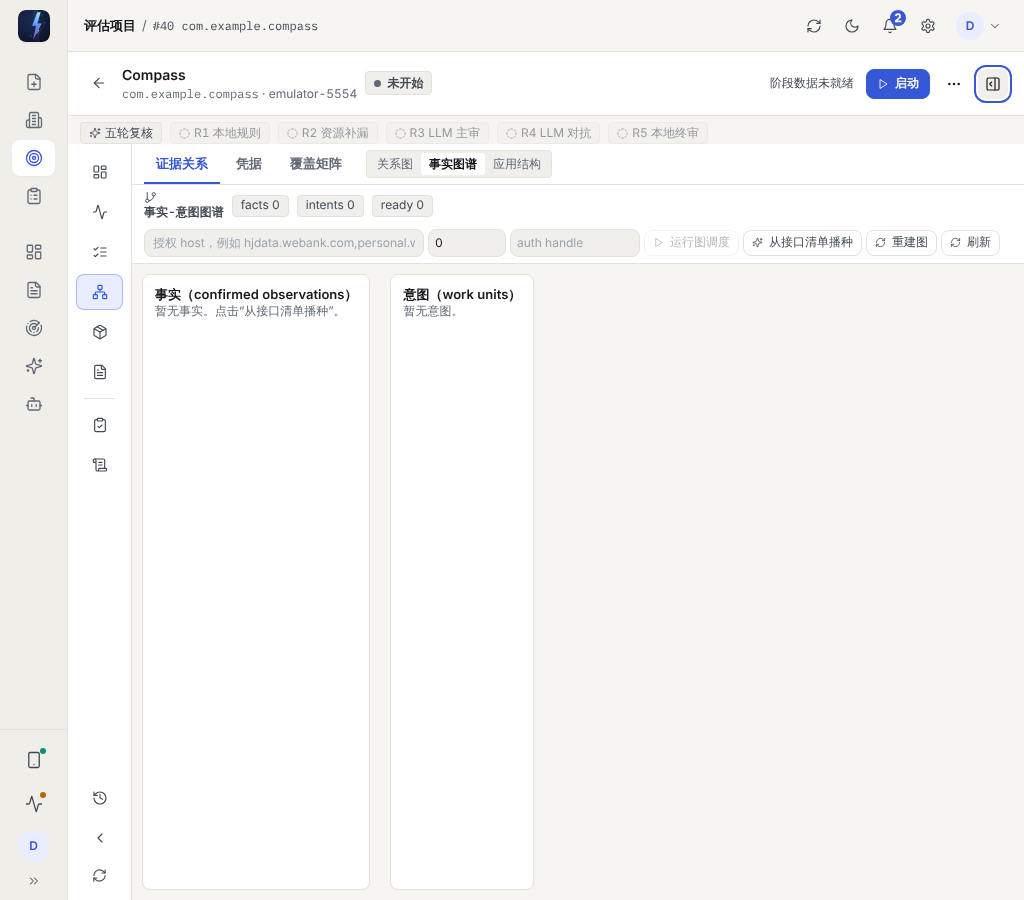 评估项目 / #40 com.example.compass
2
D
Compass
com.example.compass · emulator-5554
未开始
阶段数据未就绪
启动
五轮复核
R1 本地规则
R2 资源补漏
R3 LLM 主审
R4 LLM 对抗
R5 本地终审
证据关系
凭据
覆盖矩阵
关系图
事实图谱
应用结构
事实-意图图谱
facts 0
intents 0
ready 0
授权 host，例如 hjdata.webank.com,personal.w
0
auth handle
运行图调度
从接口清单播种
重建图
刷新
事实（confirmed observations）
暂无事实。点击“从接口清单播种”。
意图（work units）
暂无意图。
D